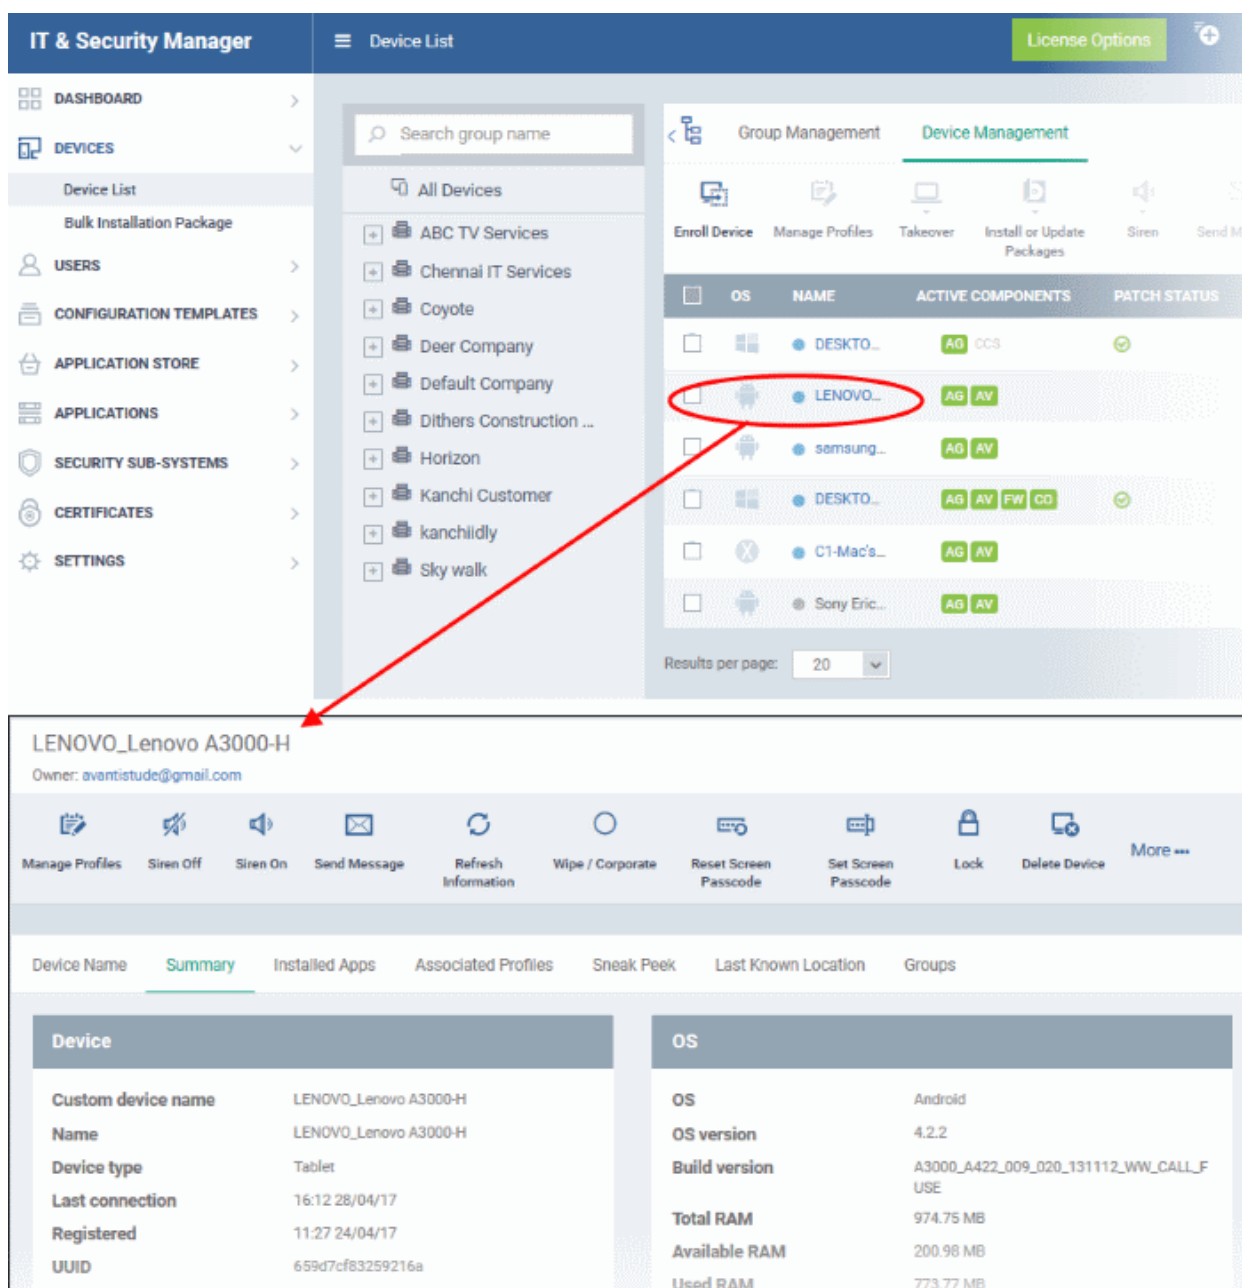 IT & Security Manager
Device List
License Options
DASHBOARD
DEVICES
Device List
Bulk Installation Package
USERS
CONFIGURATION TEMPLATES
APPLICATION STORE
APPLICATIONS
SECURITY SUB-SYSTEMS
CERTIFICATES
SETTINGS
Search group name
All Devices
ABC TV Services
Chennai IT Services
Coyote
Deer Company
Default Company
Dithers Construction ...
Horizon
Kanchi Customer
kanchiidly
Sky walk
Group Management Device Management
Enroll Device Manage Profiles Takeover Install or Update Packages Siren Send M
OS NAME ACTIVE COMPONENTS PATCH STATUS
DESKTO... AG CCS
LENOVO... AG AV
samsung... AG AV
DESKTO... AG AV FW CO
C1-Mac's... AG AV
Sony Eric... AG AV
Results per page: 20
LENOVO_Lenovo A3000-H
Owner: avantistude@gmail.com
Manage Profiles Siren Off Siren On Send Message Refresh Information Wipe / Corporate Reset Screen Passcode Set Screen Passcode Lock Delete Device More •••
Device Name Summary Installed Apps Associated Profiles Sneak Peek Last Known Location Groups
Device
Custom device name LENOVO_Lenovo A3000-H
Name LENOVO_Lenovo A3000-H
Device type Tablet
Last connection 16:12 28/04/17
Registered 11:27 24/04/17
UUID 659d7cf83259216a
OS
OS Android
OS version 4.2.2
Build version A3000_A422_009_020_131112_WW_CALL_F
USE
Total RAM 974.75 MB
Available RAM 200.98 MB
Used RAM 773.77 MB